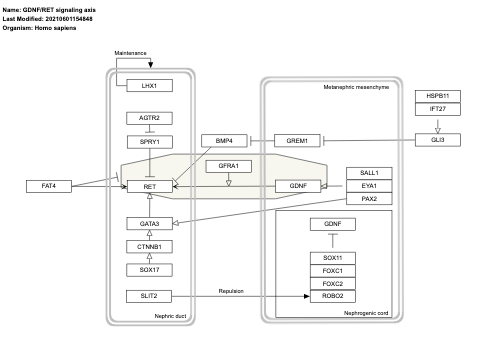 Name: GDNF/RET signaling axis
Last Modified: 20210601154848
Organism: Homo sapiens
Maintenance
LHX1
Metanephric mesenchyme
HSPB11
IFT27
AGTR2
SPRY1
BMP4
GREM1
GLI3
GFRA1
SALL1
FAT4
RET
GDNF
EYA1
PAX2
GATA3
GDNF
CTNNB1
SOX11
SOX17
FOXC1
FOXC2
SLIT2
Repulsion
ROBO2
Nephric duct
Nephrogenic cord